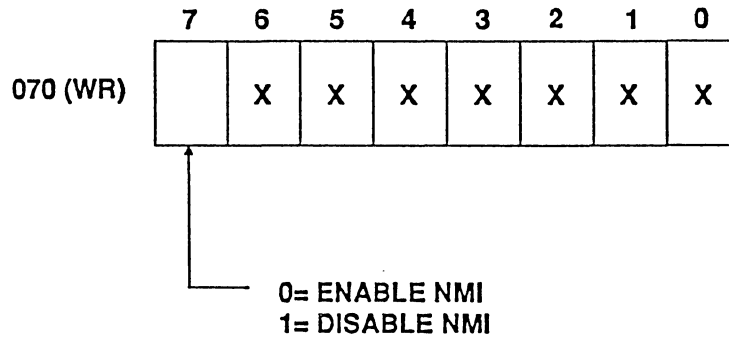 7 6 5 4 3 2 1 0
070 (WR) X X X X X X X
0= ENABLE NMI
1= DISABLE NMI